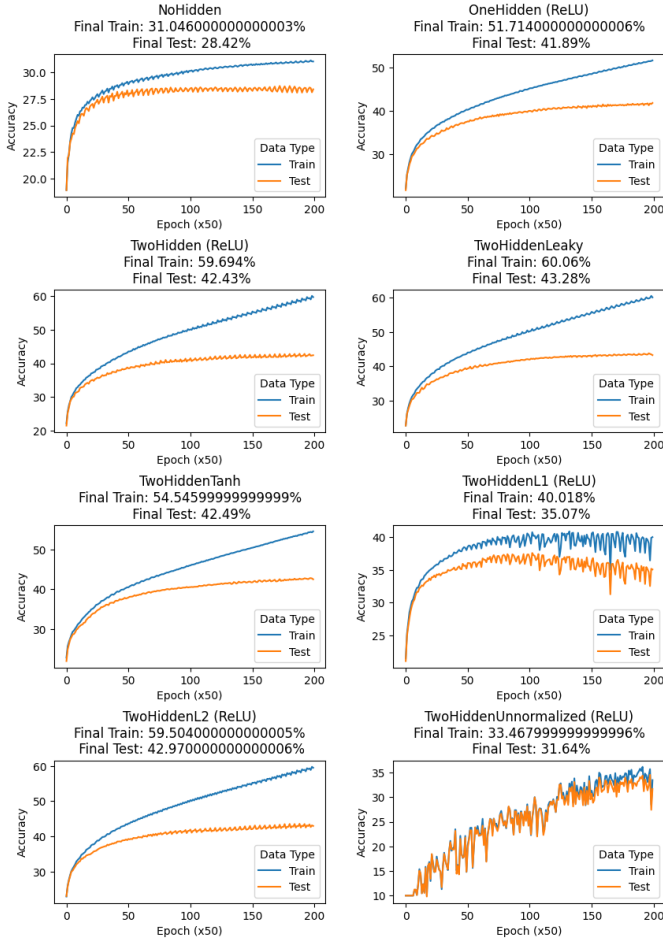 NoHidden
Final Train: 31.046000000000003%
Final Test: 28.42%
Accuracy
30.0
27.5
25.0
22.5
20.0
Data Type
Train
Test
0
50
100
150
200
Epoch (x50)
OneHidden (ReLU)
Final Train: 51.714000000000006%
Final Test: 41.89%
Accuracy
50
40
30
Data Type
Train
Test
0
50
100
150
200
Epoch (x50)
TwoHidden (ReLU)
Final Train: 59.694%
Final Test: 42.43%
Accuracy
60
50
40
30
20
Data Type
Train
Test
0
50
100
150
200
Epoch (x50)
TwoHiddenLeaky
Final Train: 60.06%
Final Test: 43.28%
Accuracy
60
50
40
30
Data Type
Train
Test
0
50
100
150
200
Epoch (x50)
TwoHiddenTanh
Final Train: 54.54599999999999%
Final Test: 42.49%
Accuracy
50
40
30
Data Type
Train
Test
0
50
100
150
200
Epoch (x50)
TwoHiddenL1 (ReLU)
Final Train: 40.018%
Final Test: 35.07%
Accuracy
40
35
30
25
Data Type
Train
Test
0
50
100
150
200
Epoch (x50)
TwoHiddenL2 (ReLU)
Final Train: 59.504000000000005%
Final Test: 42.970000000000006%
Accuracy
60
50
40
30
Data Type
Train
Test
0
50
100
150
200
Epoch (x50)
TwoHiddenUnnormalized (ReLU)
Final Train: 33.467999999999996%
Final Test: 31.64%
Accuracy
35
30
25
20
15
10
Data Type
Train
Test
0
50
100
150
200
Epoch (x50)